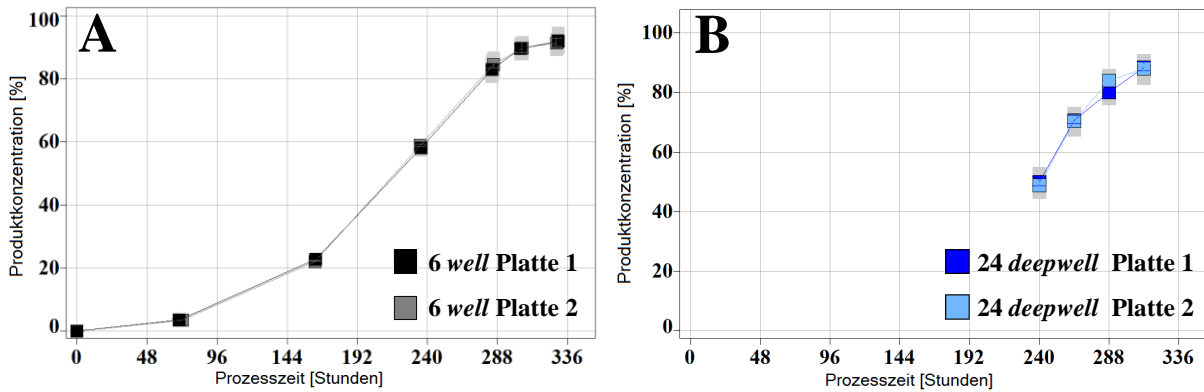 A
Produktkonzentration [%]
100
80
60
40
20
0
6 well Platte 1
6 well Platte 2
0 48 96 144 192 240 288 336
Prozesszeit [Stunden]
B
Produktkonzentration [%]
100
80
60
40
20
0
24 deepwell Platte 1
24 deepwell Platte 2
0 48 96 144 192 240 288 336
Prozesszeit [Stunden]